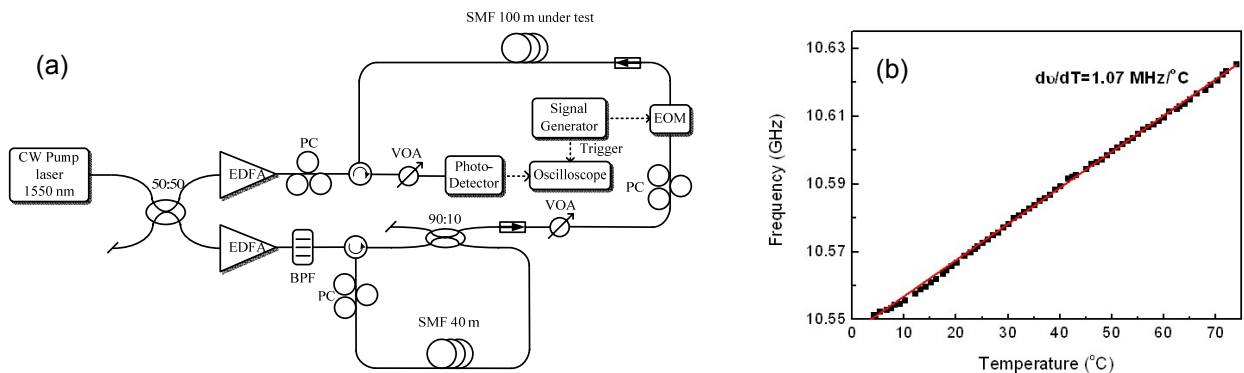 (a)
SMF 100 m under test
Signal
Generator
EOM
Trigger
CW Pump
laser
1550 nm
50:50
EDFA
PC
VOA
Photo-
Detector
Oscilloscope
PC
EDFA
BPF
PC
90:10
VOA
SMF 40 m
(b)
dυ/dT=1.07 MHz/°C
Frequency (GHz)
10.63
10.61
10.59
10.57
10.55
0 10 20 30 40 50 60 70
Temperature (°C)